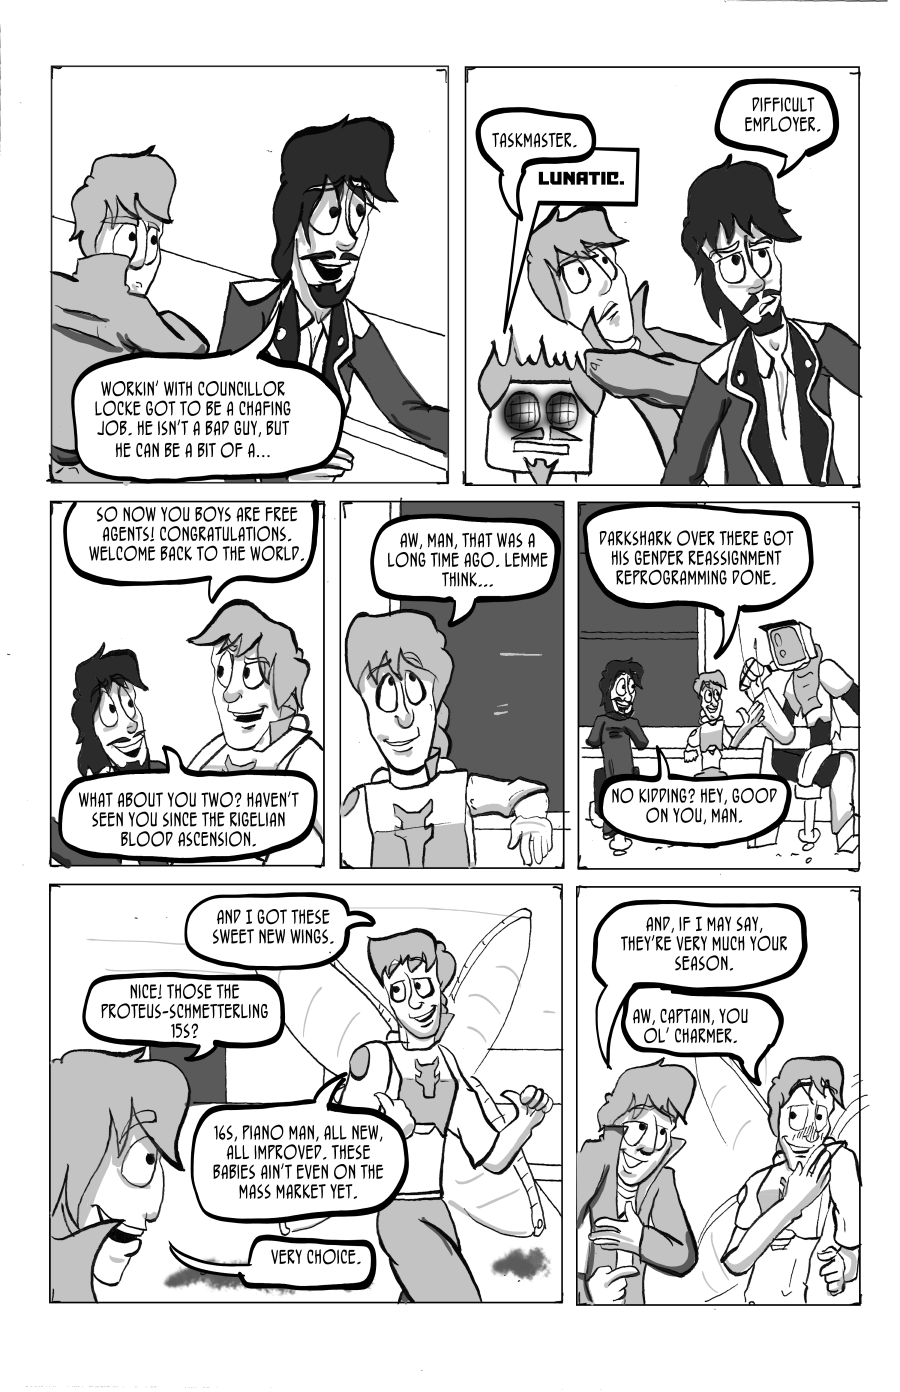 WORKIN' WITH COUNCILLOR
LOCKE GOT TO BE A CHAFING
JOB. HE ISN'T A BAD GUY, BUT
HE CAN BE A BIT OF A...
TASKMASTER.
LUNATIC.
DIFFICULT
EMPLOYER.
SO NOW YOU BOYS ARE FREE
AGENTS! CONGRATULATIONS.
WELCOME BACK TO THE WORLD.
WHAT ABOUT YOU TWO? HAVEN'T
SEEN YOU SINCE THE RIGELIAN
BLOOD ASCENSION.
AW, MAN, THAT WAS A
LONG TIME AGO. LEMME
THINK...
DARKSHARK OVER THERE GOT
HIS GENDER REASSIGNMENT
REPROGRAMMING DONE.
NO KIDDING? HEY, GOOD
ON YOU, MAN.
AND I GOT THESE
SWEET NEW WINGS.
NICE! THOSE THE
PROTEUS-SCHMETTERLING
15S?
16S, PIANO MAN, ALL NEW,
ALL IMPROVED. THESE
BABIES AIN'T EVEN ON THE
MASS MARKET YET.
VERY CHOICE.
AND, IF I MAY SAY,
THEY'RE VERY MUCH YOUR
SEASON.
AW, CAPTAIN, YOU
OL' CHARMER.